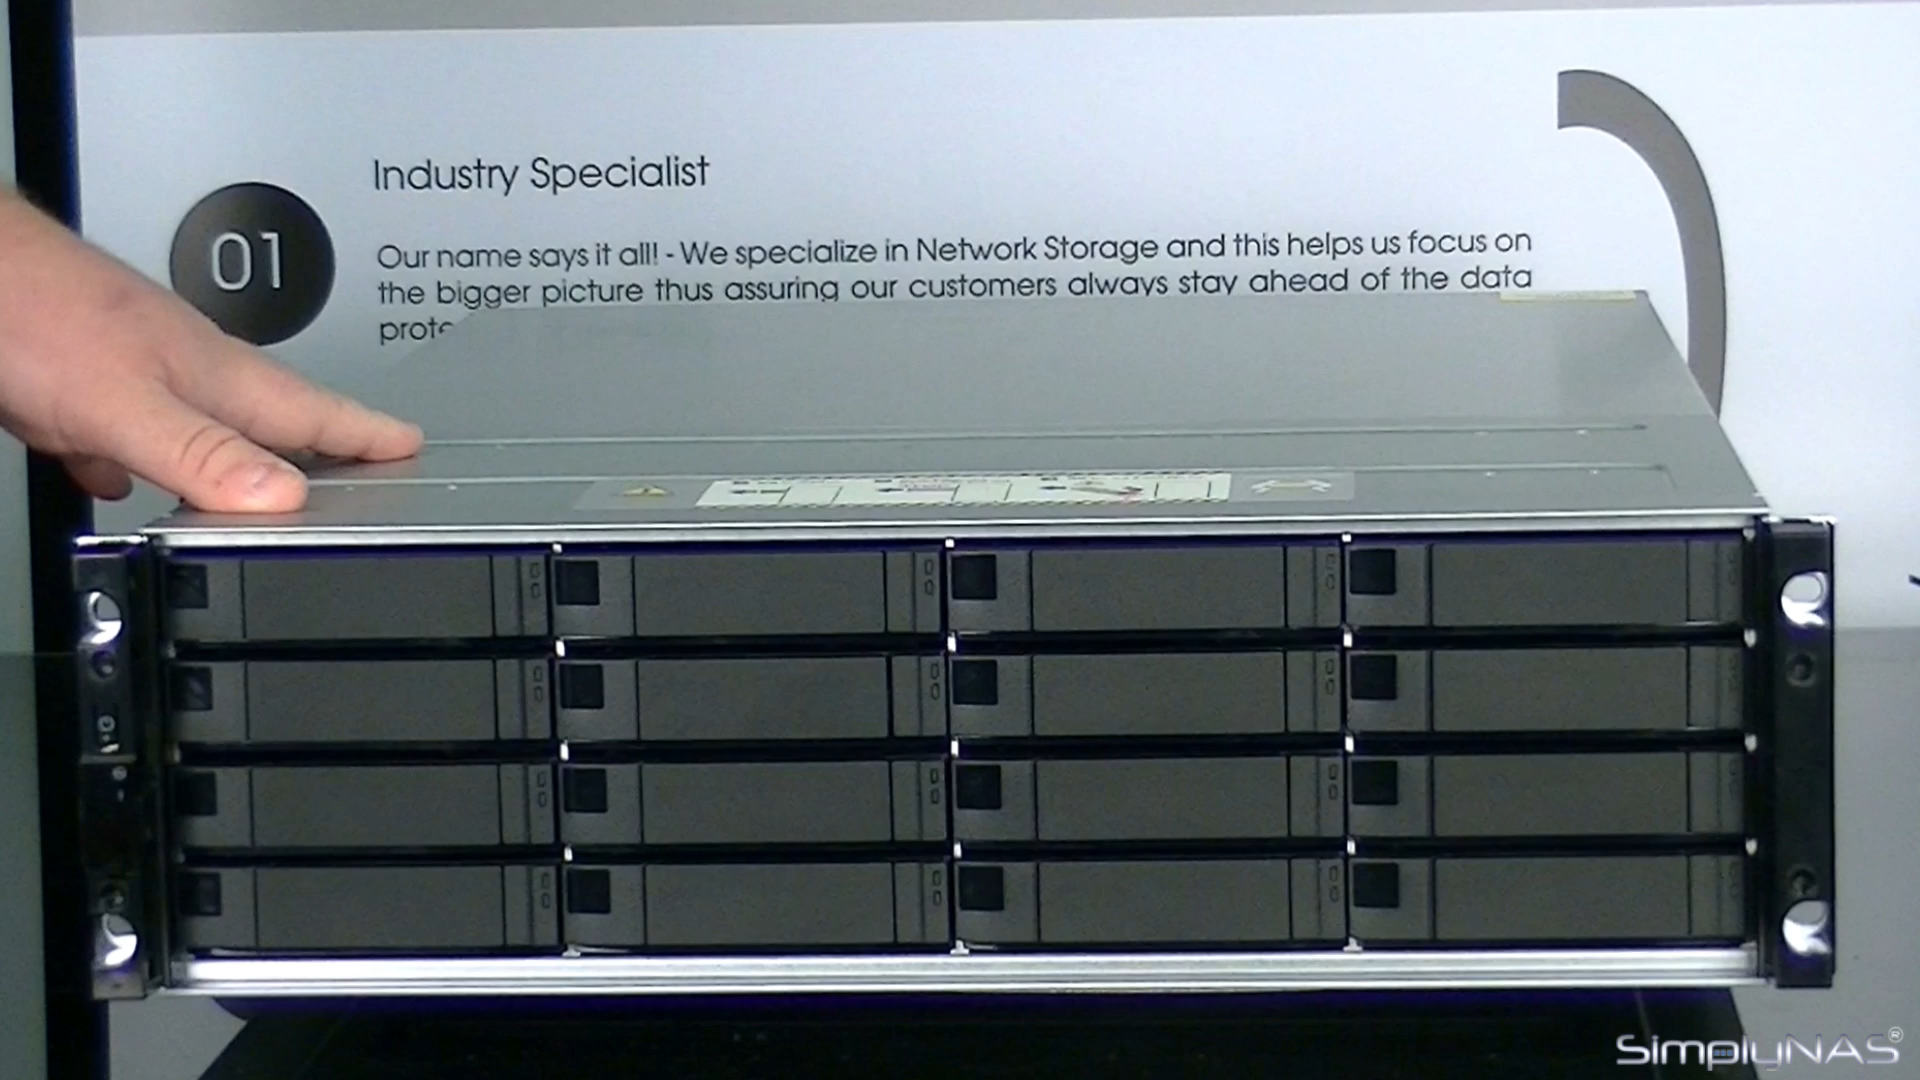 Industry Specialist
01
Our name says it all! - We specialize in Network Storage and this helps us focus on
the bigger picture thus assuring our customers always stay ahead of the data
SimplyNAS®